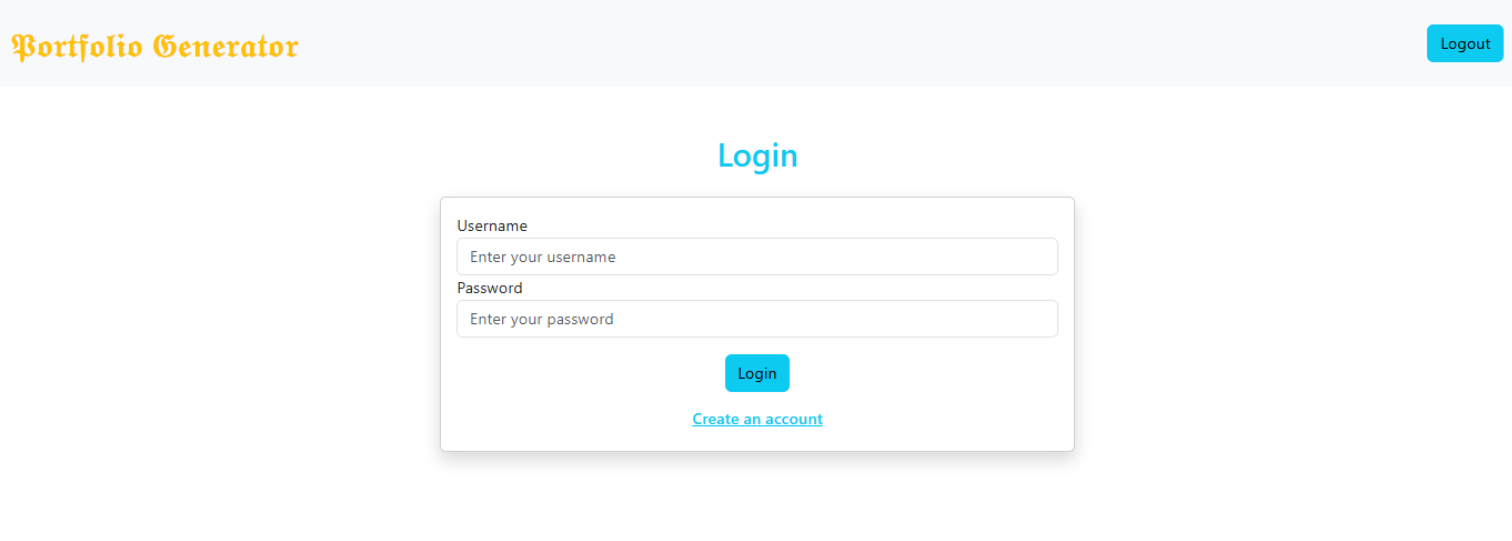 Portfolio Generator
Logout
Login
Username
Enter your username
Password
Enter your password
Login
Create an account